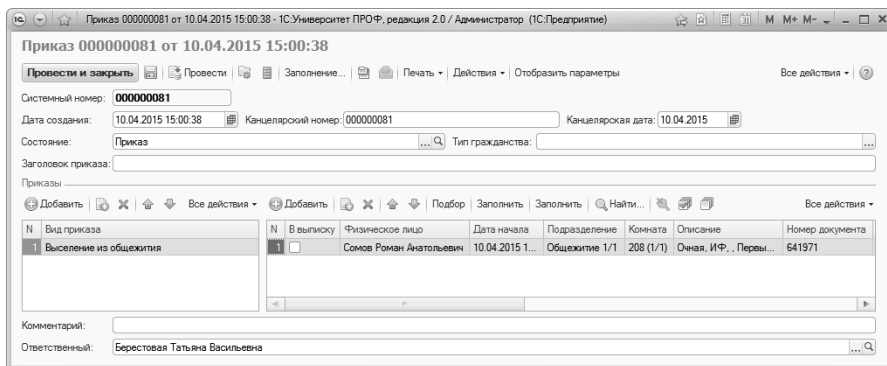 Приказ 000000081 от 10.04.2015 15:00:38 - 1С:Университет ПРОФ, редакция 2.0 / Администратор (1С:Предприятие) M M+ M-
Приказ 000000081 от 10.04.2015 15:00:38
Провести и закрыть Провести Заполнение... Печать Действия Отобразить параметры Все действия
Системный номер: 000000081
Дата создания: 10.04.2015 15:00:38 Канцелярский номер: 000000081 Канцелярская дата: 10.04.2015
Состояние: Приказ ... Тип гражданства: ...
Заголовок приказа:
Приказы
Добавить Все действия Добавить Подбор Заполнить Заполнить Найти... Все действия
N Вид приказа N В выписку Физическое лицо Дата начала Подразделение Комната Описание Номер документа
1 Выселение из общежития 1 Сомов Роман Анатольевич 10.04.2015 1... Общежитие 1/1 208 (1/1) Очная, ИФ, , Первы... 641971
Комментарий:
Ответственный: Берестовая Татьяна Васильевна ...